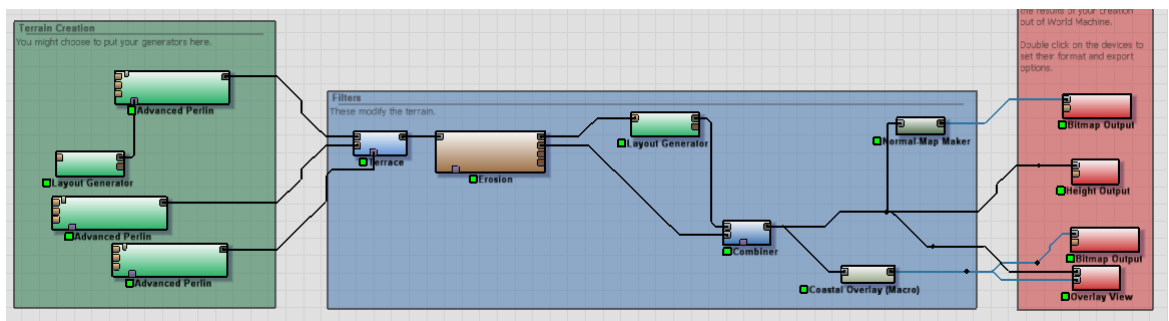 Terrain Creation
You might choose to put your generators here.
Advanced Perlin
Layout Generator
Advanced Perlin
Advanced Perlin
Filters
These modify the terrain.
Terrace
Erosion
Layout Generator
Combiner
Normal-Map Maker
Coastal Overlay (Macro)
the results of your creation
out of World Machine.
Double click on the devices to
set their format and export
options.
Bitmap Output
Height Output
Bitmap Output
Overlay View